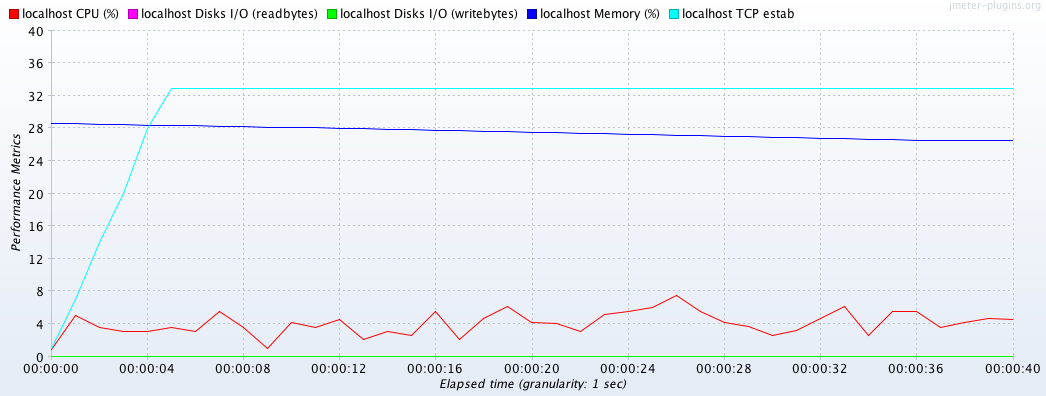 jmeter-plugins.org
localhost CPU (%) localhost Disks I/O (readbytes) localhost Disks I/O (writebytes) localhost Memory (%) localhost TCP estab
40
36
32
28
24
20
16
12
8
4
0
Performance Metrics
00:00:00 00:00:04 00:00:08 00:00:12 00:00:16 00:00:20 00:00:24 00:00:28 00:00:32 00:00:36 00:00:40
Elapsed time (granularity: 1 sec)